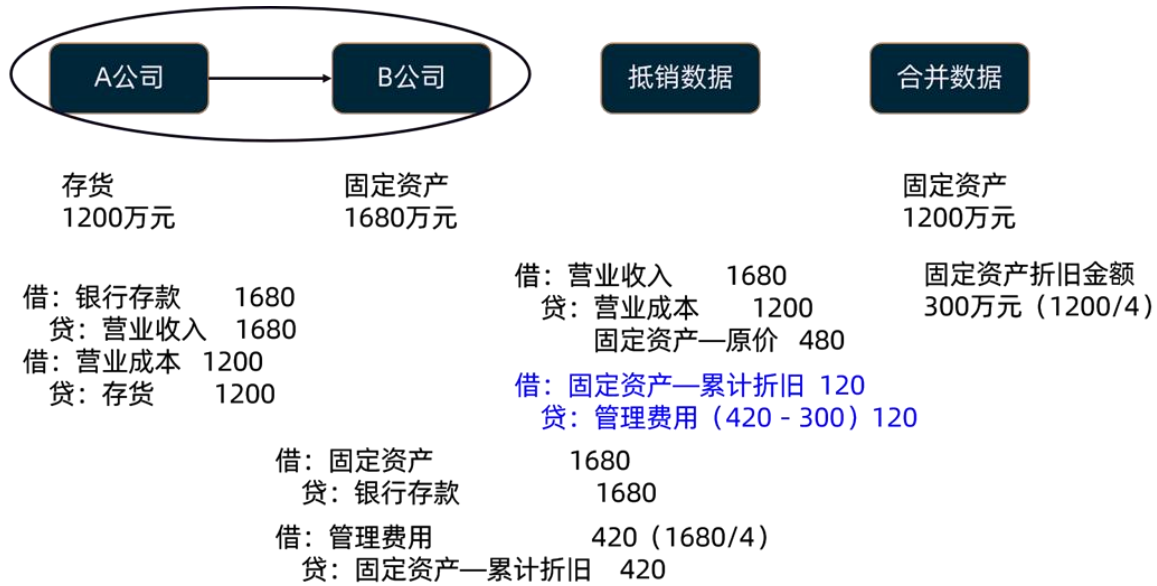 A公司
B公司
抵销数据
合并数据
存货
1200万元
固定资产
1680万元
固定资产
1200万元
借：银行存款 1680
贷：营业收入 1680
借：营业成本 1200
贷：存货 1200
借：营业收入 1680
贷：营业成本 1200
固定资产—原价 480
固定资产折旧金额
300万元（1200/4）
借：固定资产—累计折旧 120
贷：管理费用（420 - 300）120
借：固定资产 1680
贷：银行存款 1680
借：管理费用 420（1680/4）
贷：固定资产—累计折旧 420